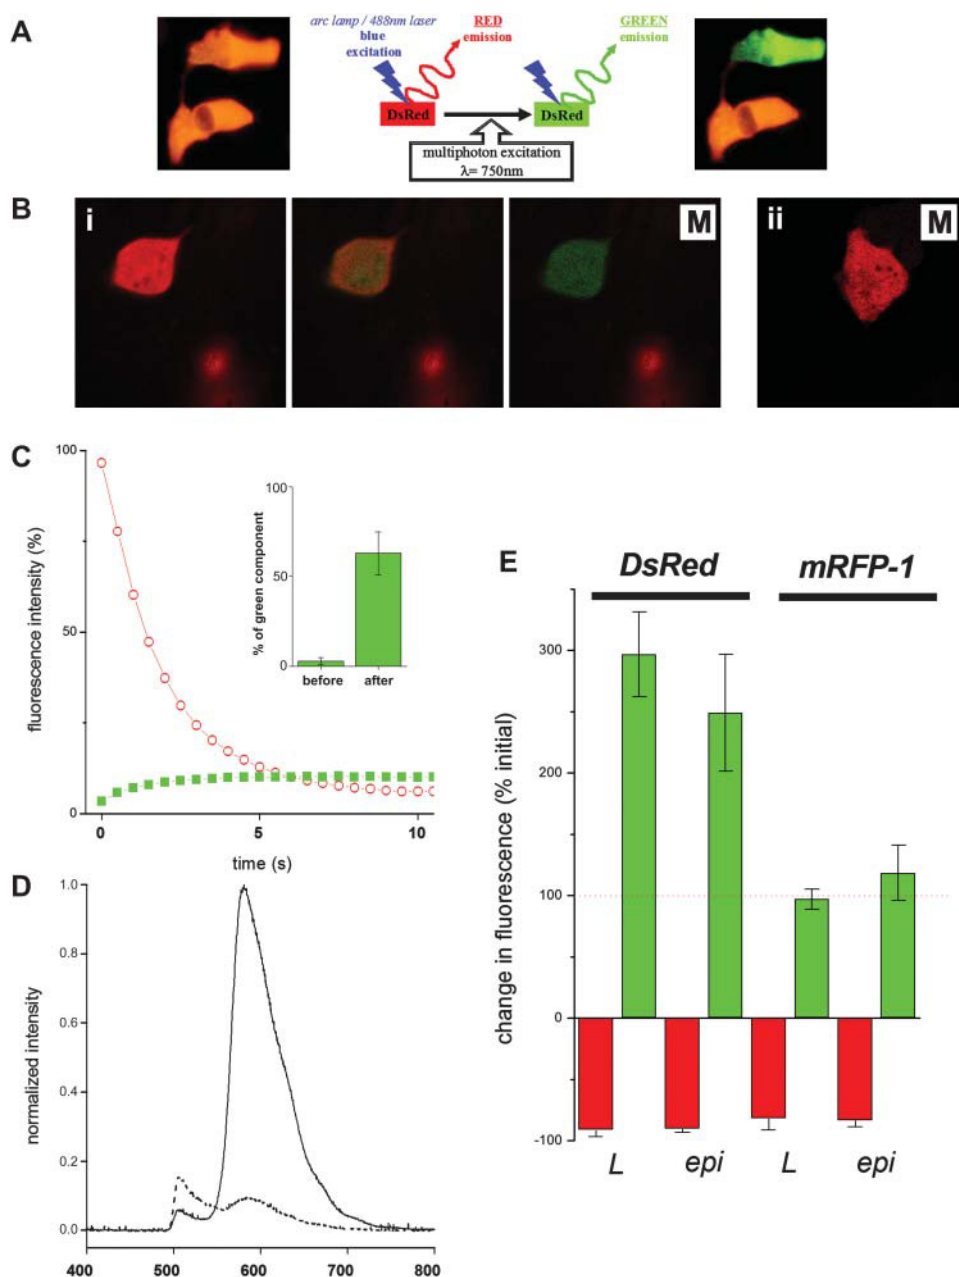 A
arc lamp / 488nm laser
blue
excitation
RED
emission
GREEN
emission
DsRed
DsRed
multiphoton excitation
λ= 750nm
B
i
M
ii
M
C
fluorescence intensity (%)
100
50
0
0
5
10
time (s)
% of green component
100
50
0
before
after
D
normalized intensity
1.0
0.8
0.6
0.4
0.2
0.0
400
500
600
700
800
E
DsRed
mRFP-1
change in fluorescence (% initial)
300
200
100
0
-100
L
epi
L
epi